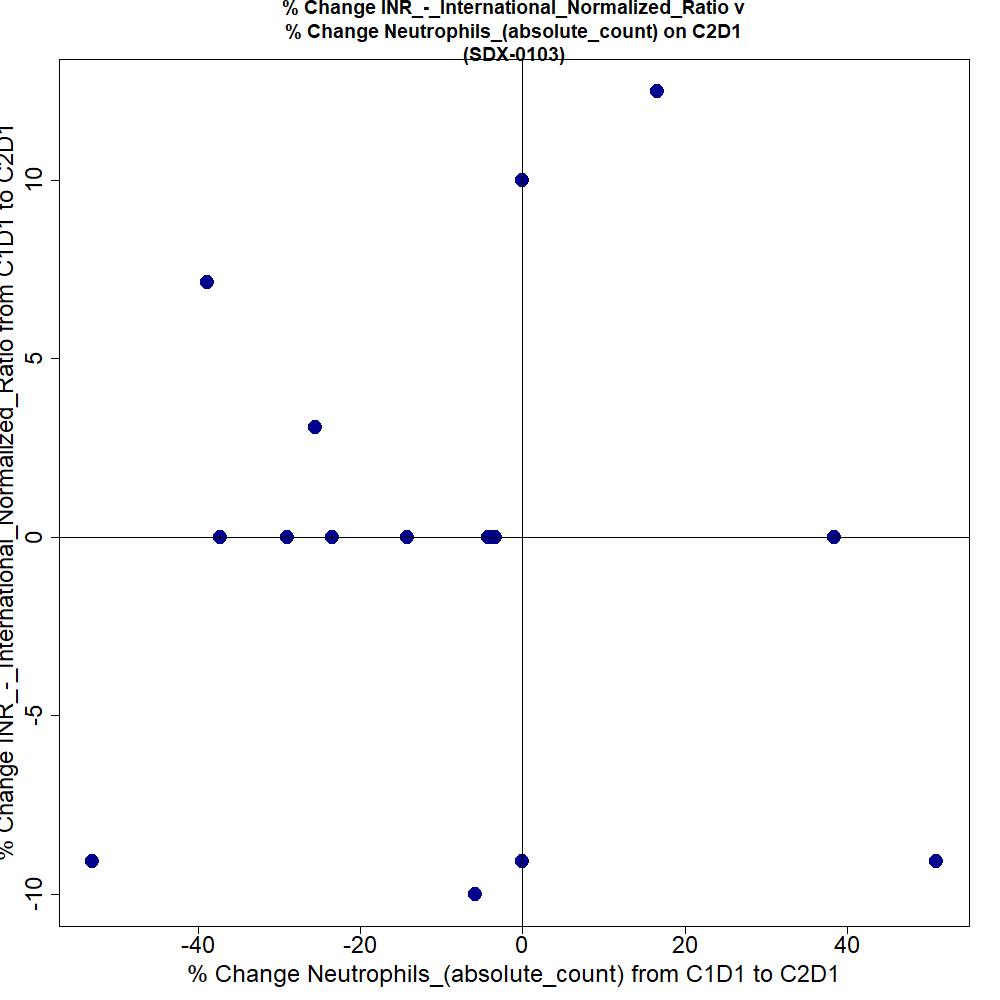 % Change INR_-_International_Normalized_Ratio v
% Change Neutrophils_(absolute_count) on C2D1
(SDX-0103)
% Change INR_-_International_Normalized_Ratio from C1D1 to C2D1
10
5
0
-5
-10
-40
-20
0
20
40
% Change Neutrophils_(absolute_count) from C1D1 to C2D1